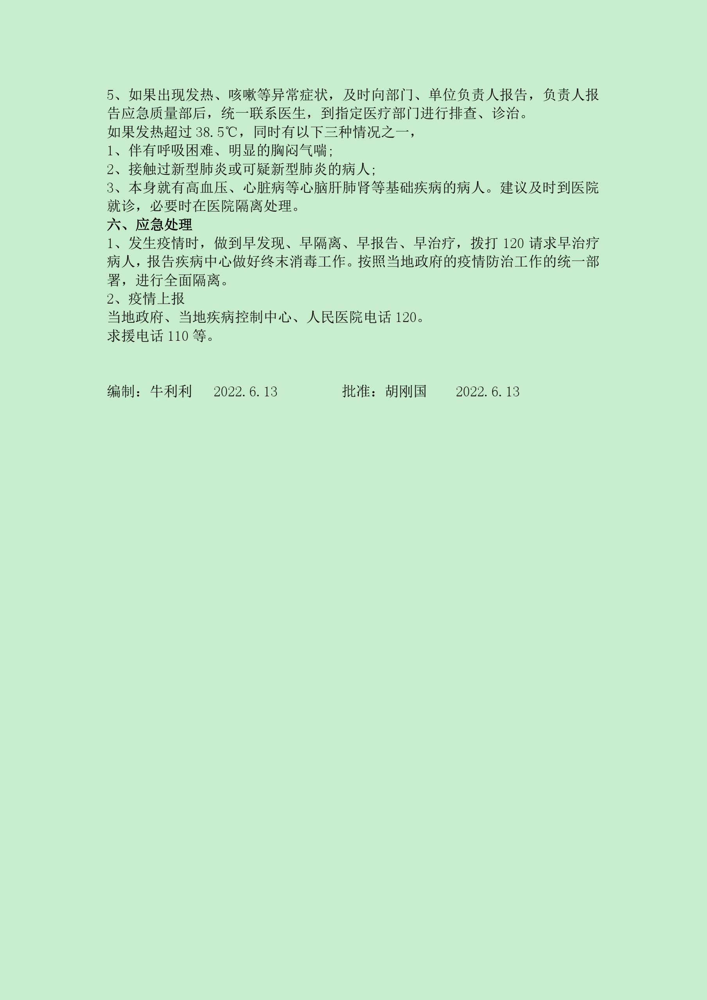 5、如果出现发热、咳嗽等异常症状，及时向部门、单位负责人报告，负责人报
告应急质量部后，统一联系医生，到指定医疗部门进行排查、诊治。
如果发热超过 38.5℃，同时有以下三种情况之一，
1、伴有呼吸困难、明显的胸闷气喘;
2、接触过新型肺炎或可疑新型肺炎的病人;
3、本身就有高血压、心脏病等心脑肝肺肾等基础疾病的病人。建议及时到医院
就诊，必要时在医院隔离处理。
六、应急处理
1、发生疫情时，做到早发现、早隔离、早报告、早治疗，拨打 120 请求早治疗
病人，报告疾病中心做好终末消毒工作。按照当地政府的疫情防治工作的统一部
署，进行全面隔离。
2、疫情上报
当地政府、当地疾病控制中心、人民医院电话 120。
求援电话 110 等。
编制：牛利利 2022.6.13 批准：胡刚国 2022.6.13